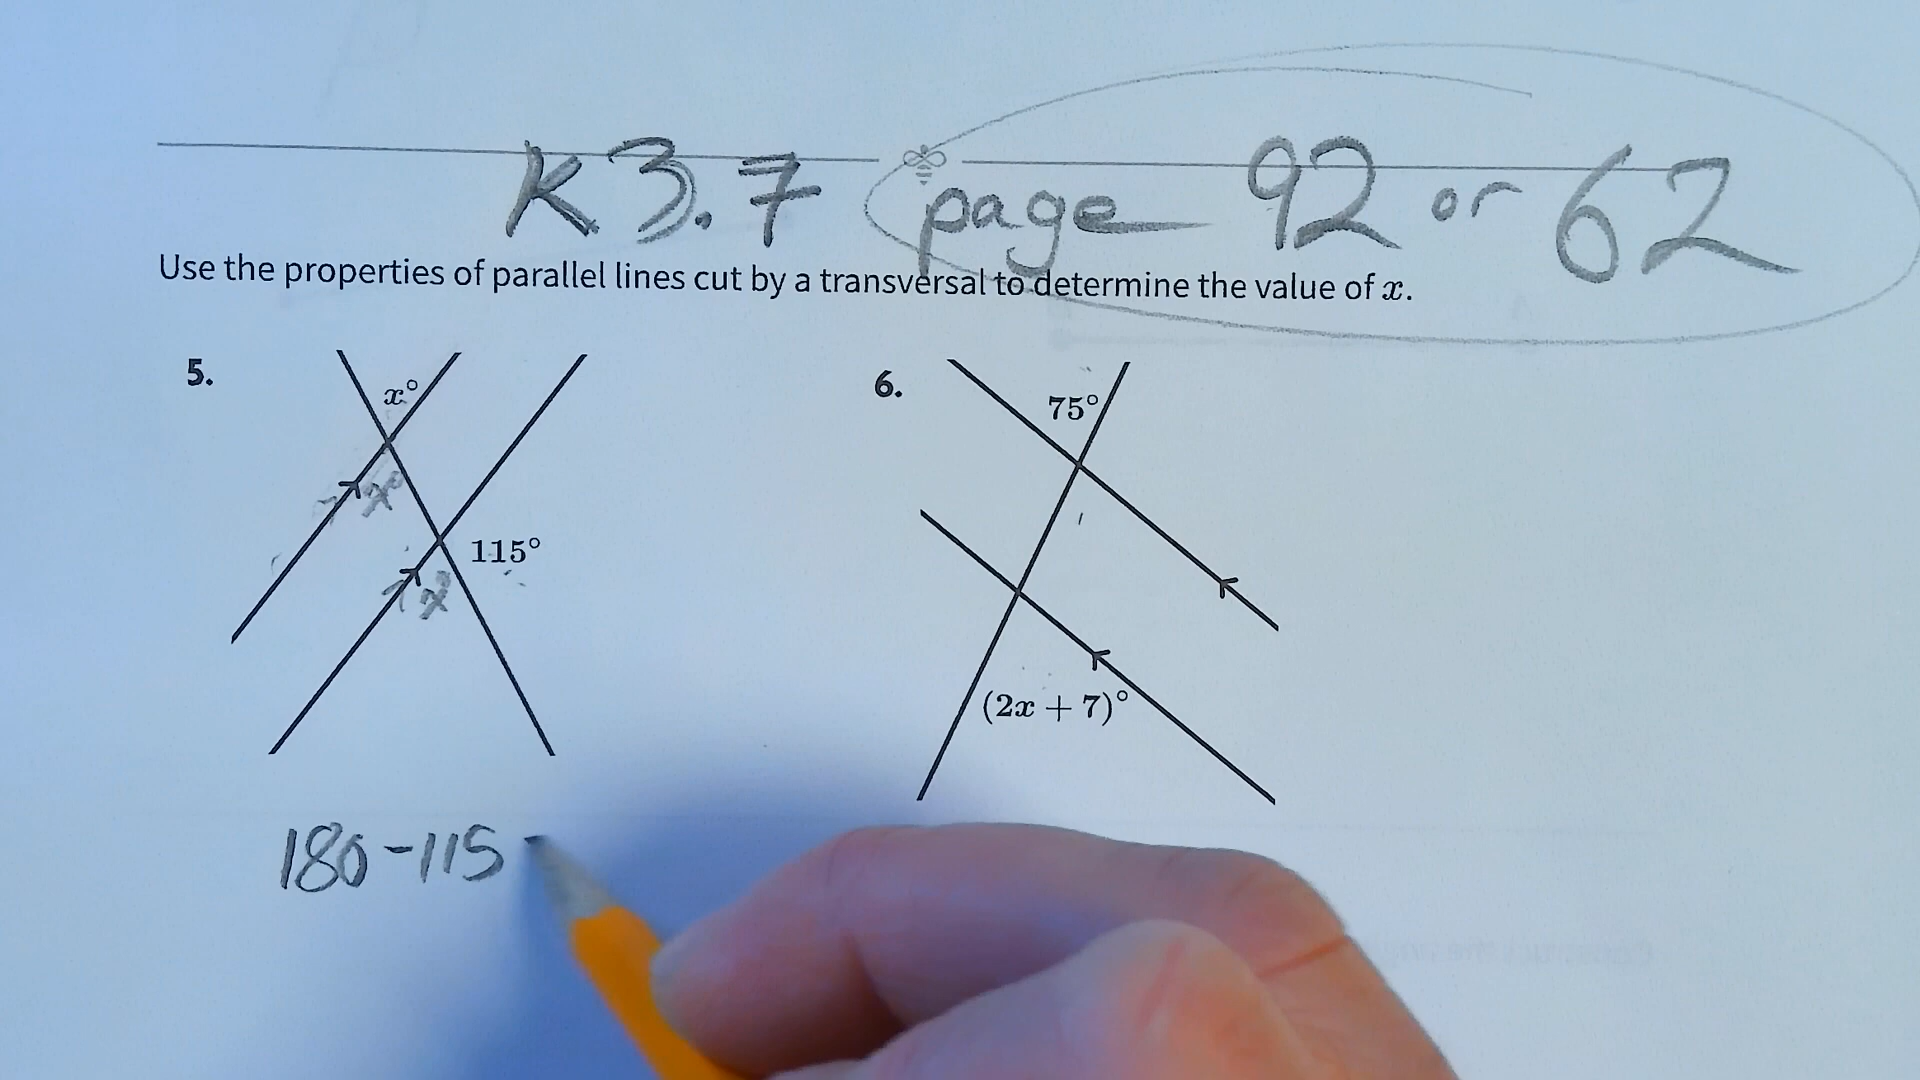 K3.7 page 92 or 62
Use the properties of parallel lines cut by a transversal to determine the value of x.
5.
x°
x°
115°
x°
6.
75°
(2x + 7)°
180-115